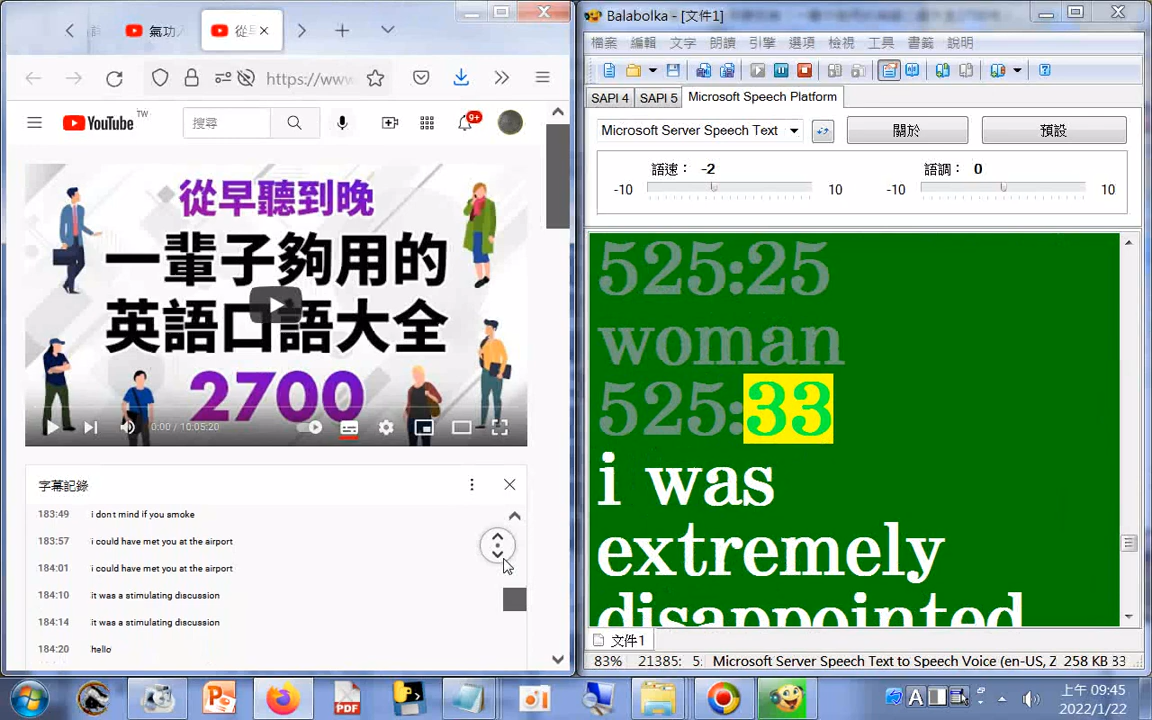 氣功
從
https://www
YouTube TW
搜尋
9+
從早聽到晚
一輩子夠用的
英語口語大全
2700
0:00 / 10:05:20
字幕記錄
183:49 i don't mind if you smoke
183:57 i could have met you at the airport
184:01 i could have met you at the airport
184:10 it was a stimulating discussion
184:14 it was a stimulating discussion
184:20 hello
Balabolka - [文件1]
檔案 編輯 文字 朗讀 引擎 選項 檢視 工具 書籤 說明
SAPI 4 SAPI 5 Microsoft Speech Platform
Microsoft Server Speech Text 關於 預設
語速: -2 語調: 0
-10 10 -10 10
525:25
woman
525:33
i was
extremely
disappointed
文件1
83% 21385: 5: Microsoft Server Speech Text to Speech Voice (en-US, Z 258 KB 33
PDF
A
上午 09:45
2022/1/22